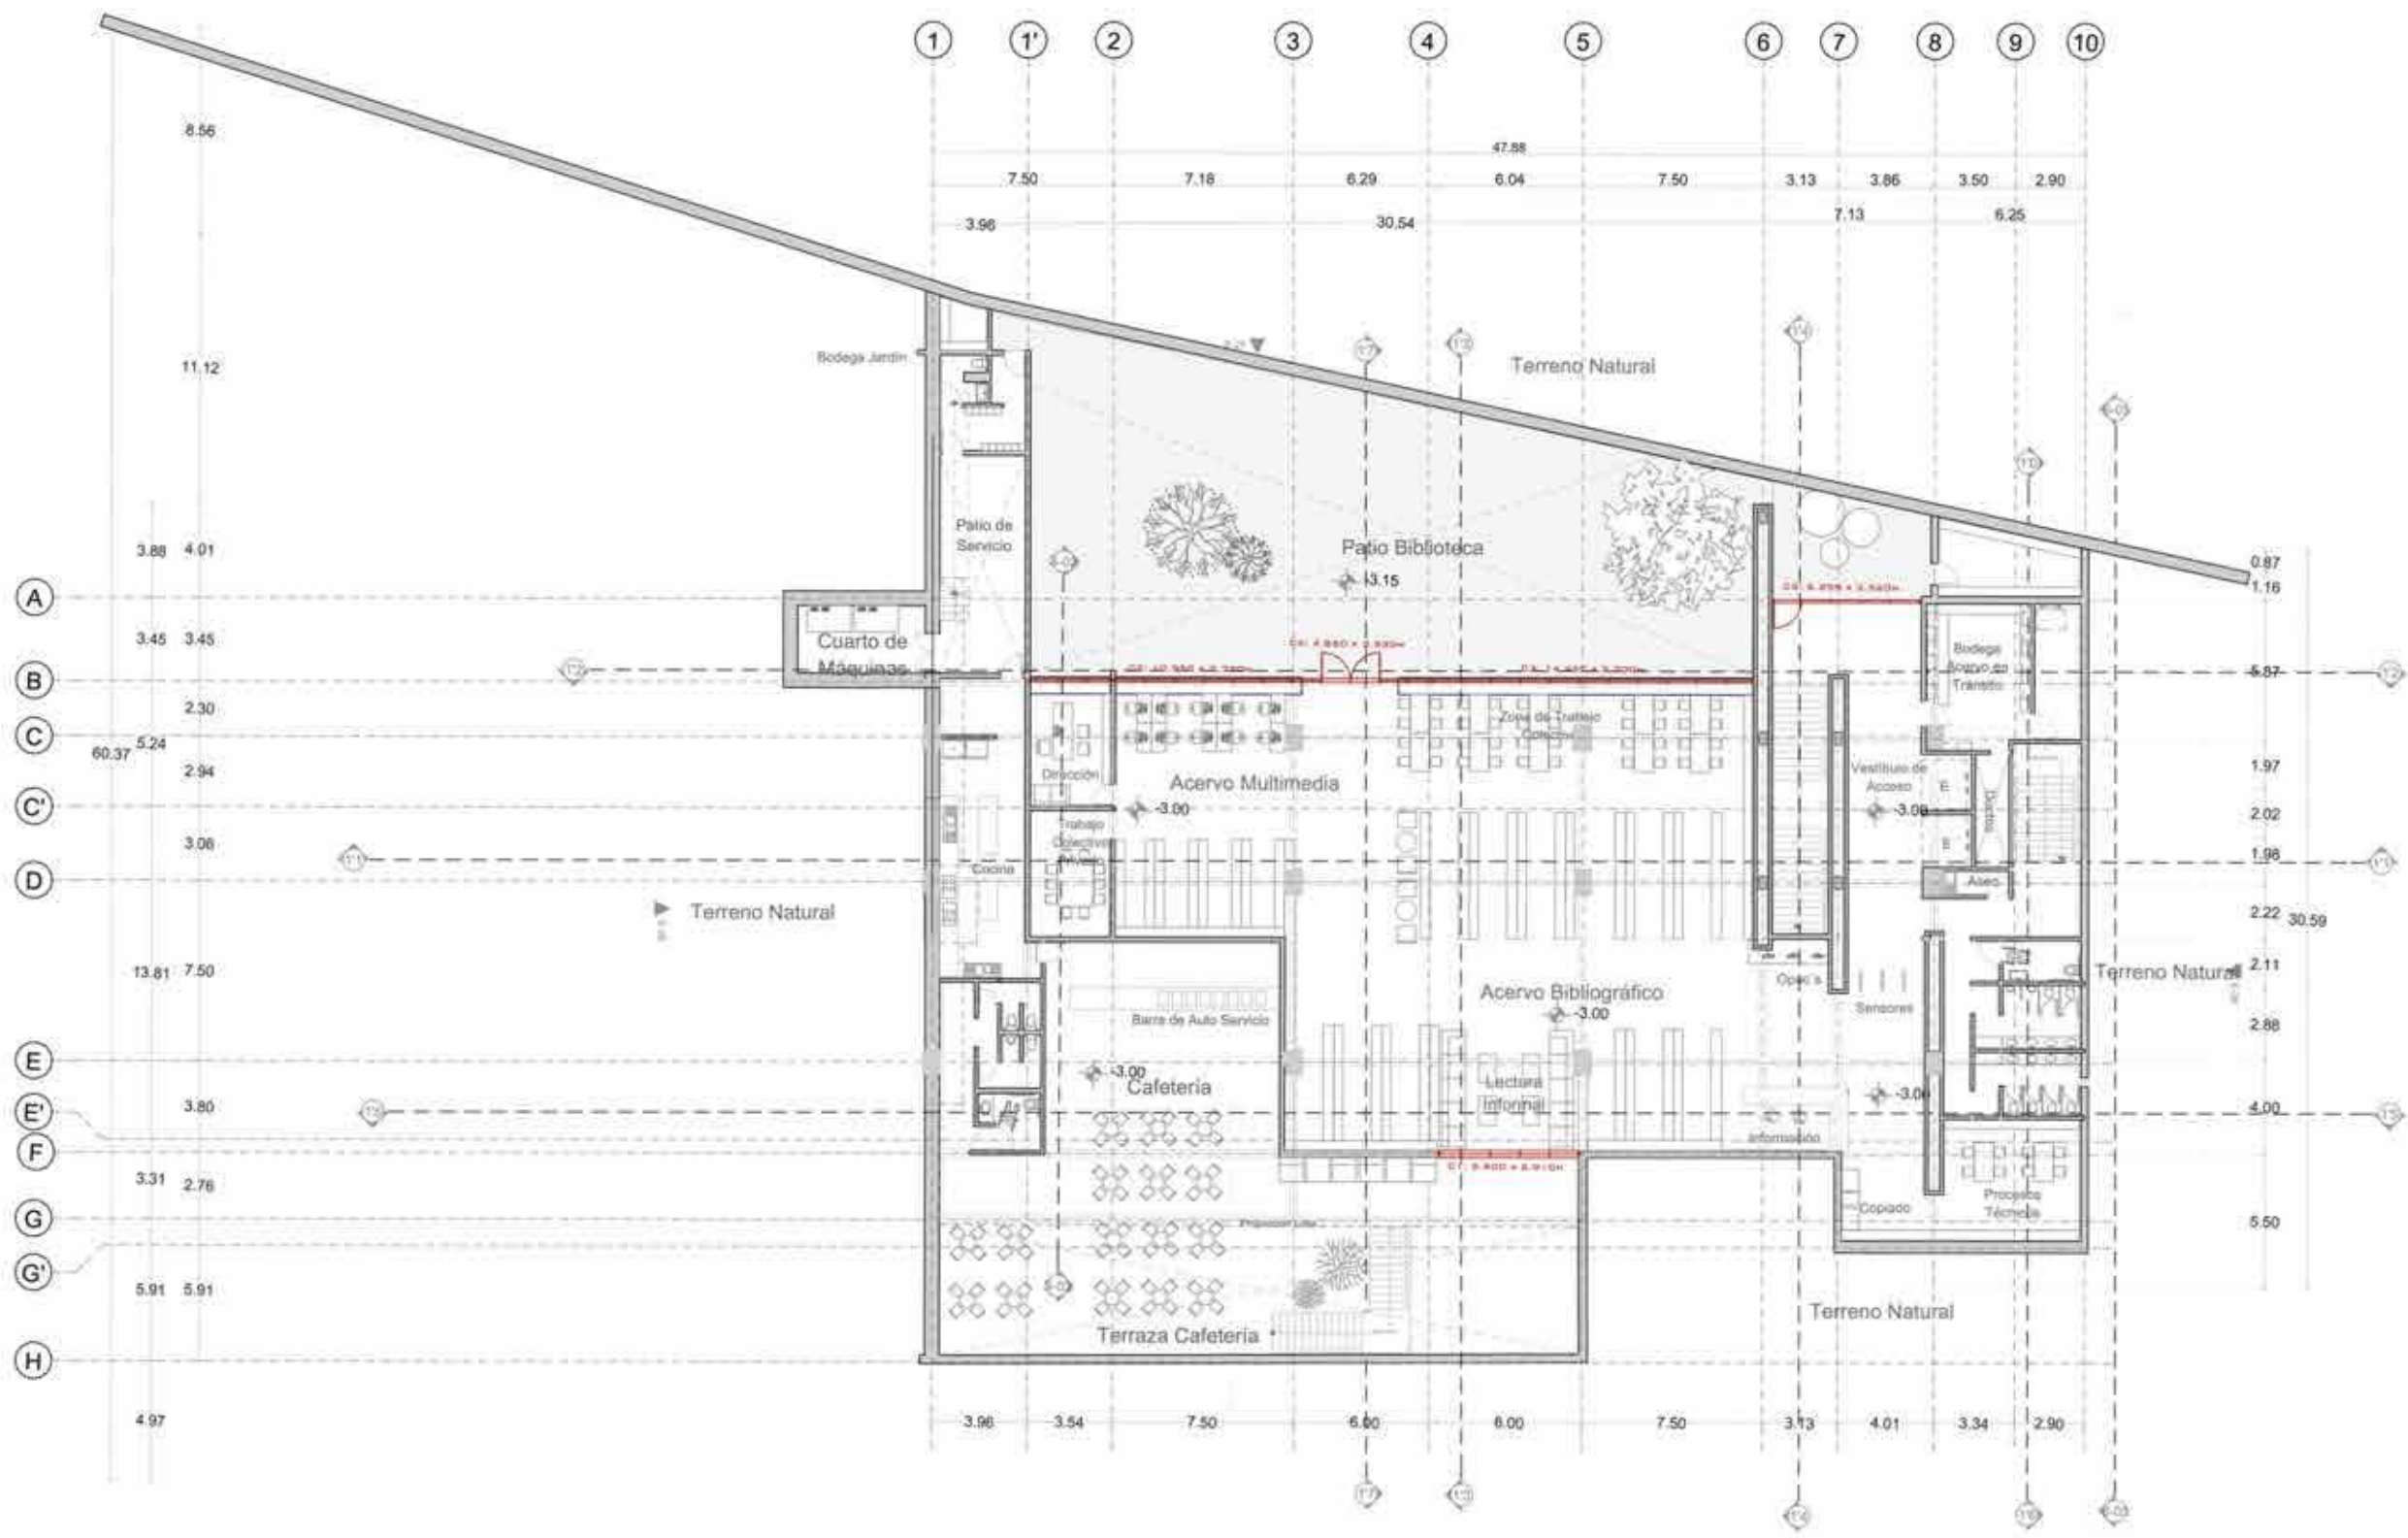 1 1' 2 3 4 5 6 7 8 9 10
8.56
47.88
7.50 7.18 6.29 6.04 7.50 3.13 3.86 3.50 2.90
3.96 30.54 7.13 6.25
Bodega Jardín
11.12
Terreno Natural
Patio de
Servicio
3.88 4.01
Patio Biblioteca
-3.15
0.87
A
1.16
3.45 3.45
Cuarto de
Máquinas
Bodega
Acervo en
Tránsito
B
5.87
2.30
Zona de Trabajo
Colectivo
C
60.37 5.24
2.94
Dirección
Acervo Multimedia
Vestíbulo de
Acceso
E
1.97
C'
-3.00
-3.00
Ductos
2.02
Trabajo
Colectivo
Privado
3.06
E
1.96
D
Cocina
Aseo
Terreno Natural
2.22 30.59
13.81 7.50
Opac's
Terreno Natural
2.11
Acervo Bibliográfico
-3.00
Sensores
Barra de Auto Servicio
2.88
E
-3.00
Cafetería
Lectura
Informal
-3.00
E'
3.80
4.00
Información
F
3.31 2.76
Procesos
Técnicos
Copiado
G
5.50
G'
5.91 5.91
Terreno Natural
Terraza Cafetería
H
4.97
3.96 3.54 7.50 6.00 6.00 7.50 3.13 4.01 3.34 2.90